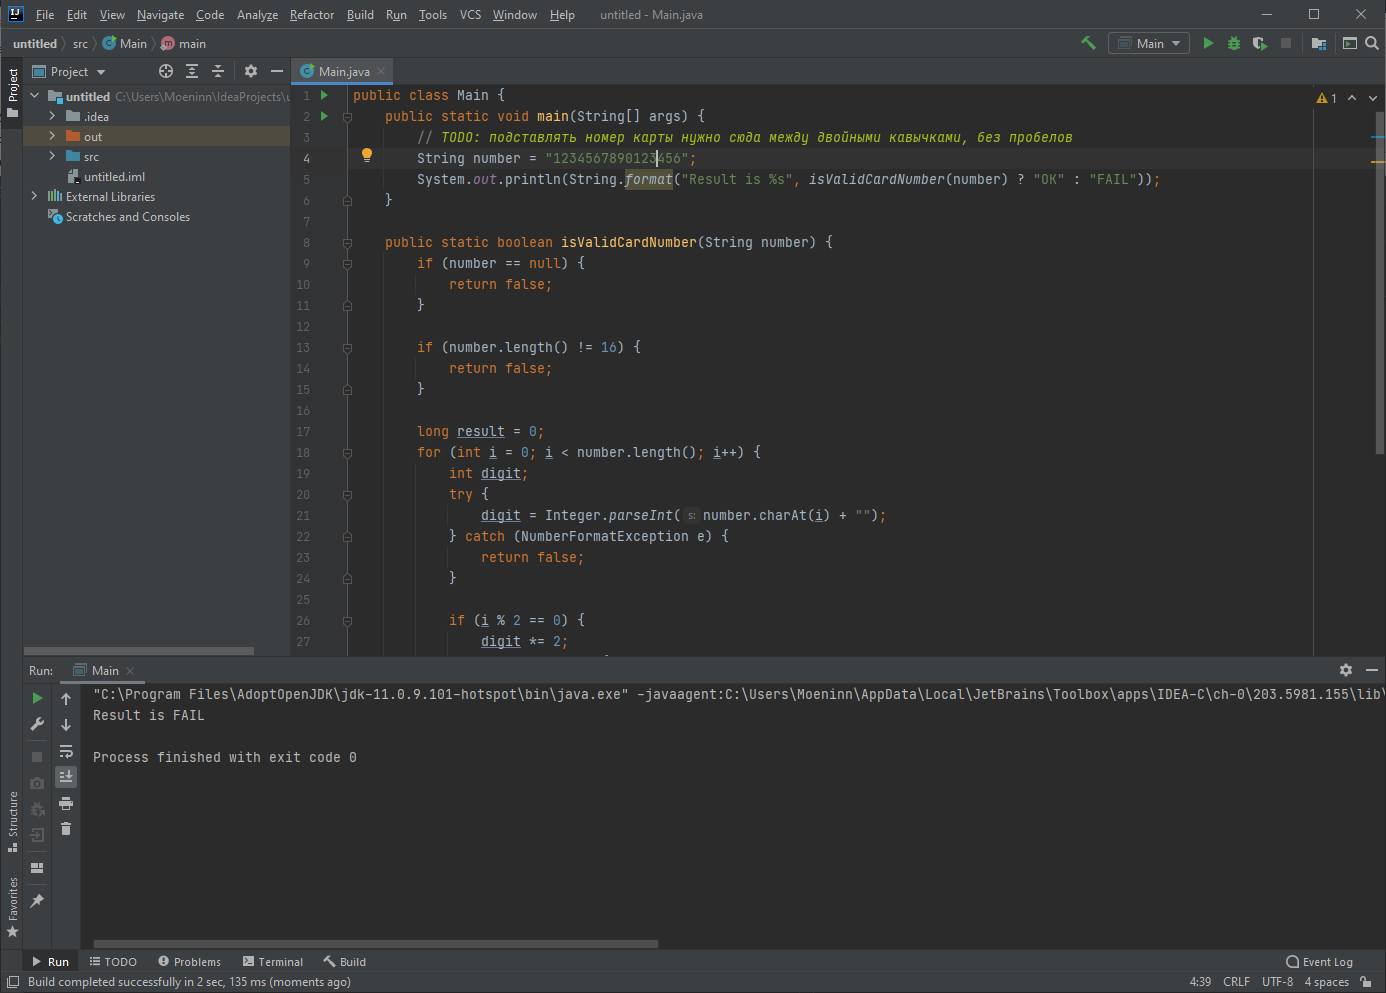 File Edit View Navigate Code Analyze Refactor Build Run Tools VCS Window Help untitled - Main.java
untitled src Main main
Main
Project
Main.java
Project
untitled C:\Users\Moeninn\IdeaProjects\u
.idea
out
src
untitled.iml
External Libraries
Scratches and Consoles
1 public class Main {
2 public static void main(String[] args) {
3 // TODO: подставлять номер карты нужно сюда между двойными кавычками, без пробелов
4 String number = "1234567890123456";
5 System.out.println(String.format("Result is %s", isValidCardNumber(number) ? "OK" : "FAIL"));
6 }
7
8 public static boolean isValidCardNumber(String number) {
9 if (number == null) {
10 return false;
11 }
12
13 if (number.length() != 16) {
14 return false;
15 }
16
17 long result = 0;
18 for (int i = 0; i < number.length(); i++) {
19 int digit;
20 try {
21 digit = Integer.parseInt( s: number.charAt(i) + "");
22 } catch (NumberFormatException e) {
23 return false;
24 }
25
26 if (i % 2 == 0) {
27 digit *= 2;
1
Run: Main
"C:\Program Files\AdoptOpenJDK\jdk-11.0.9.101-hotspot\bin\java.exe" -javaagent:C:\Users\Moeninn\AppData\Local\JetBrains\Toolbox\apps\IDEA-C\ch-0\203.5981.155\lib\
Result is FAIL
Process finished with exit code 0
Structure
Favorites
Run TODO Problems Terminal Build Event Log
Build completed successfully in 2 sec, 135 ms (moments ago) 4:39 CRLF UTF-8 4 spaces